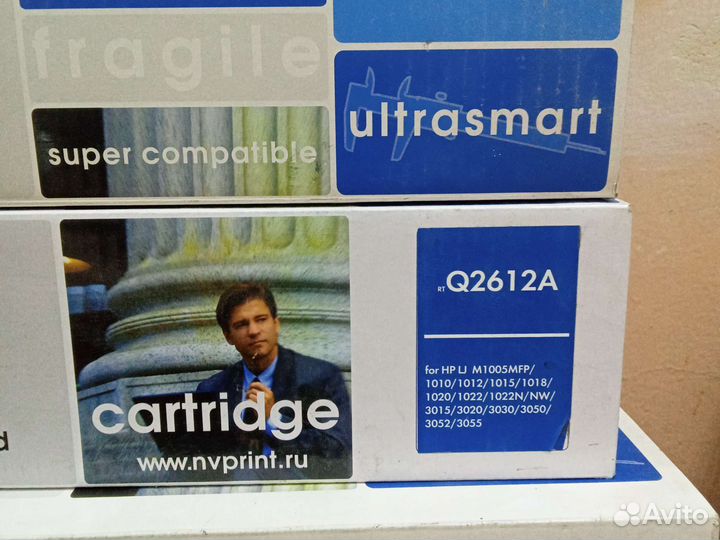 fragile
super compatible
ultrasmart
cartridge
www.nvprint.ru
d
RT Q2612A
for HP LJ M1005MFP/
1010/1012/1015/1018/
1020/1022/1022N/NW/
3015/3020/3030/3050/
3052/3055
Avito